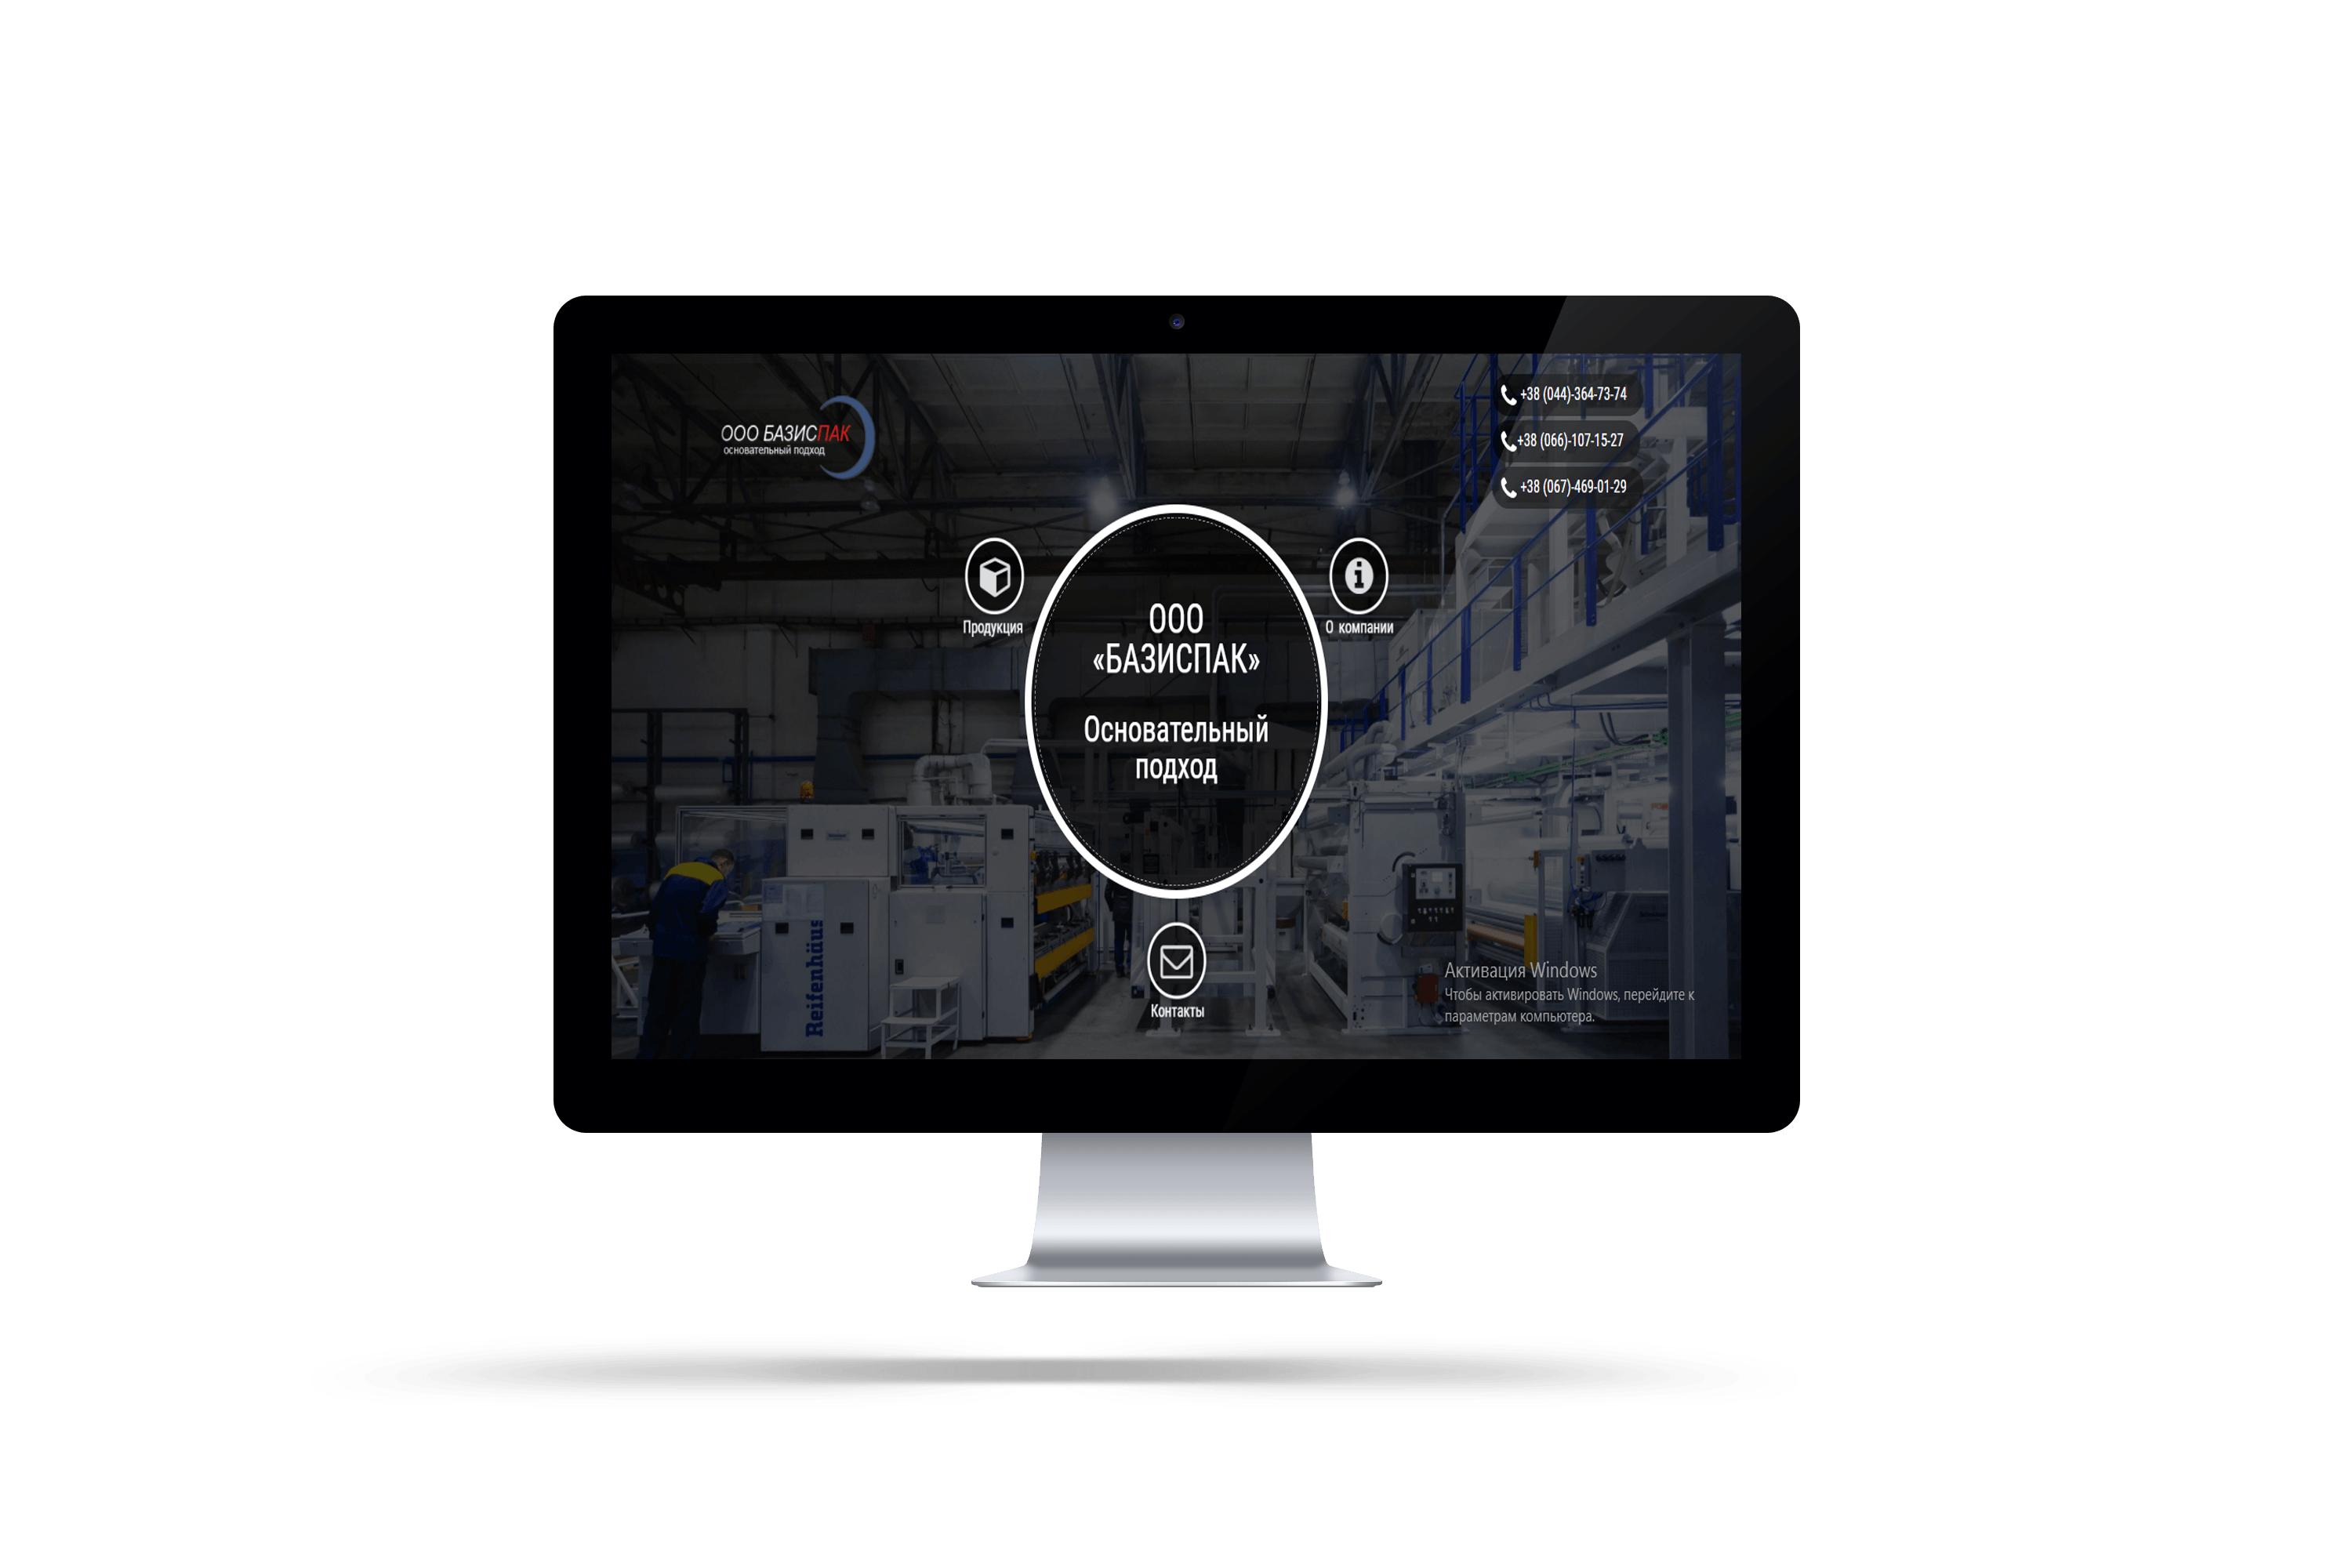 ООО БАЗИСПАК
основательный подход
+38 (044)-364-73-74
+38 (066)-107-15-27
+38 (067)-469-01-29
Продукция
О компании
ООО
«БАЗИСПАК»
Основательный
подход
Reifenhäuser
Контакты
Активация Windows
Чтобы активировать Windows, перейдите к
параметрам компьютера.